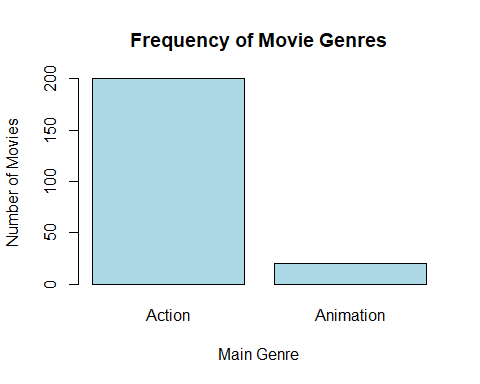 Frequency of Movie Genres
Number of Movies
200
150
100
50
0
Action
Animation
Main Genre